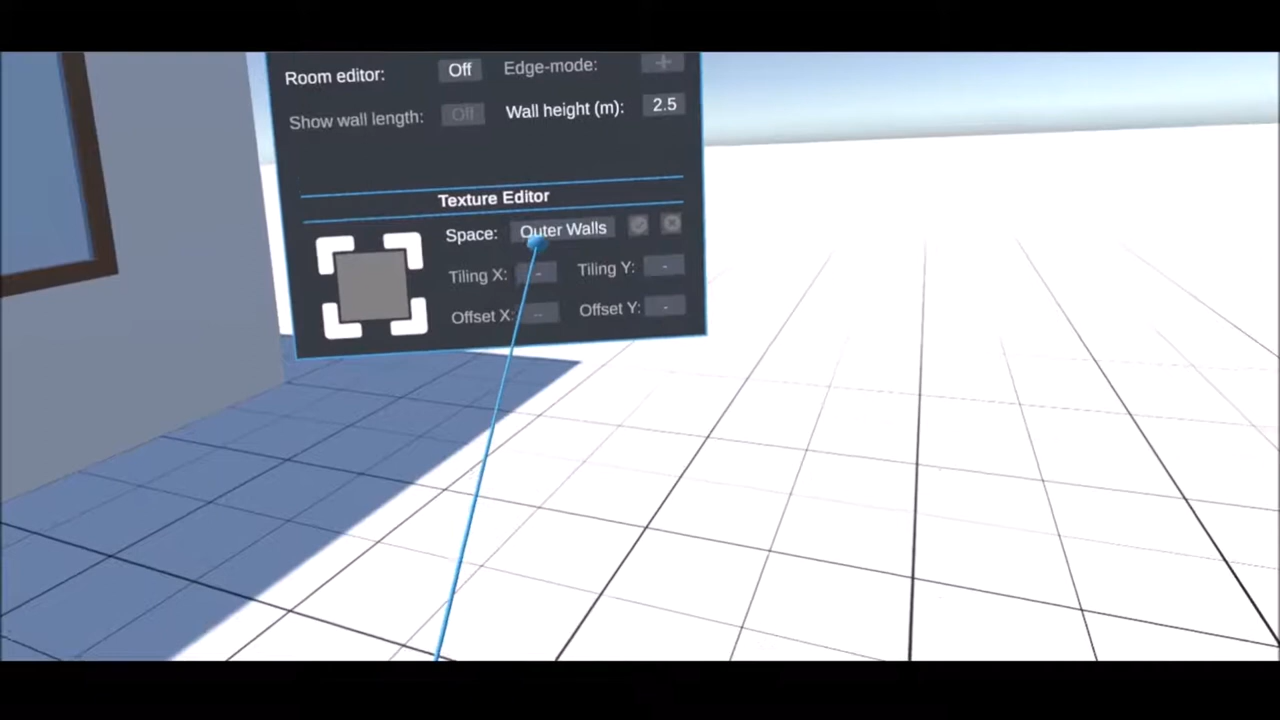 Room editor: Off Edge-mode: +
Show wall length: Off Wall height (m): 2.5
Texture Editor
Space: Outer Walls
Tiling X: - Tiling Y: -
Offset X: - Offset Y: -